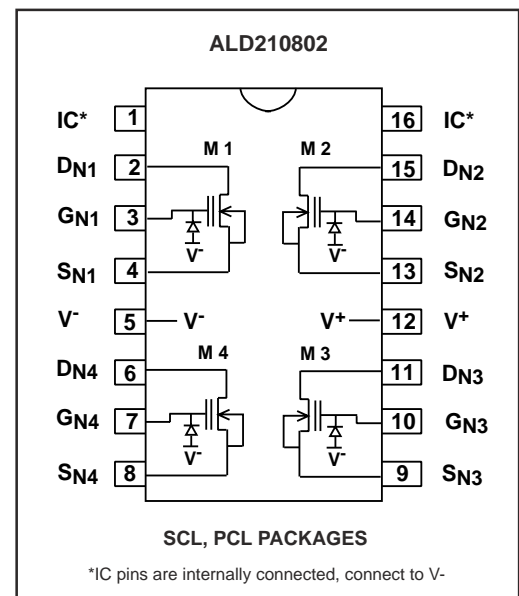 ALD210802
IC* 1 16 IC*
M 1 M 2
DN1 2 15 DN2
GN1 3 14 GN2
V- V-
SN1 4 13 SN2
V- 5 V- V+ 12 V+
M 4 M 3
DN4 6 11 DN3
GN4 7 10 GN3
V- V-
SN4 8 9 SN3
SCL, PCL PACKAGES
*IC pins are internally connected, connect to V-